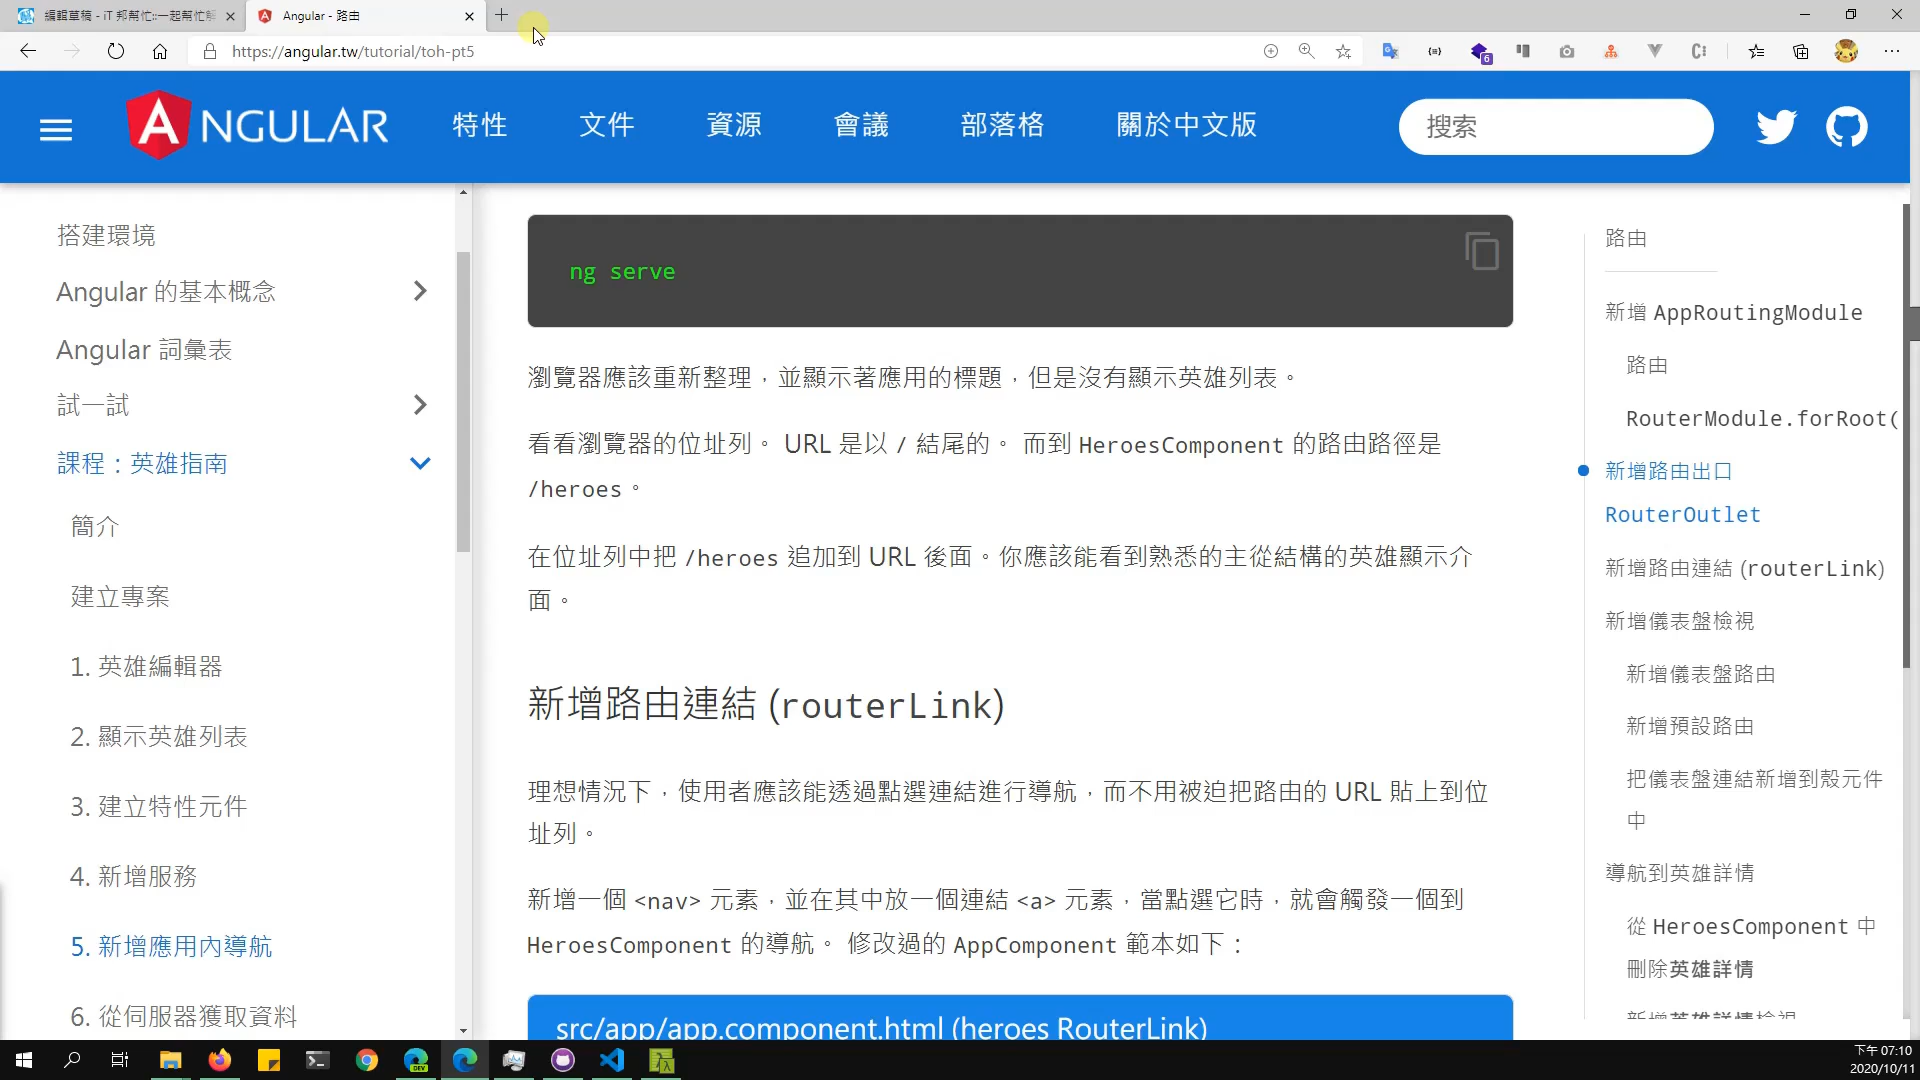 編輯草稿 - iT 邦幫忙::一起幫忙解
Angular - 路由
https://angular.tw/tutorial/toh-pt5
6
ANGULAR
特性
文件
資源
會議
部落格
關於中文版
搜索
搭建環境
Angular 的基本概念
Angular 詞彙表
試一試
課程：英雄指南
簡介
建立專案
1. 英雄編輯器
2. 顯示英雄列表
3. 建立特性元件
4. 新增服務
5. 新增應用內導航
6. 從伺服器獲取資料
ng serve
瀏覽器應該重新整理，並顯示著應用的標題，但是沒有顯示英雄列表。
看看瀏覽器的位址列。 URL 是以 / 結尾的。 而到 HeroesComponent 的路由路徑是
/heroes。
在位址列中把 /heroes 追加到 URL 後面。你應該能看到熟悉的主從結構的英雄顯示介
面。
新增路由連結 (routerLink)
理想情況下，使用者應該能透過點選連結進行導航，而不用被迫把路由的 URL 貼上到位
址列。
新增一個 <nav> 元素，並在其中放一個連結 <a> 元素，當點選它時，就會觸發一個到
HeroesComponent 的導航。 修改過的 AppComponent 範本如下：
src/app/app.component.html (heroes RouterLink)
路由
新增 AppRoutingModule
路由
RouterModule.forRoot(
新增路由出口
RouterOutlet
新增路由連結 (routerLink)
新增儀表盤檢視
新增儀表盤路由
新增預設路由
把儀表盤連結新增到殼元件
中
導航到英雄詳情
從 HeroesComponent 中
刪除英雄詳情
新增英雄詳情檢視
DEV
下午 07:10
2020/10/11